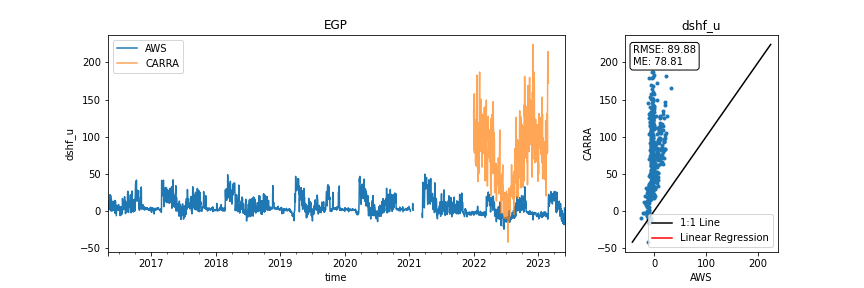 EGP
dshf_u
AWS
CARRA
200
150
100
50
0
−50
2017
2018
2019
2020
2021
2022
2023
time
dshf_u
dshf_u
RMSE: 89.88
ME: 78.81
CARRA
200
150
100
50
0
−50
1:1 Line
Linear Regression
0
100
200
AWS